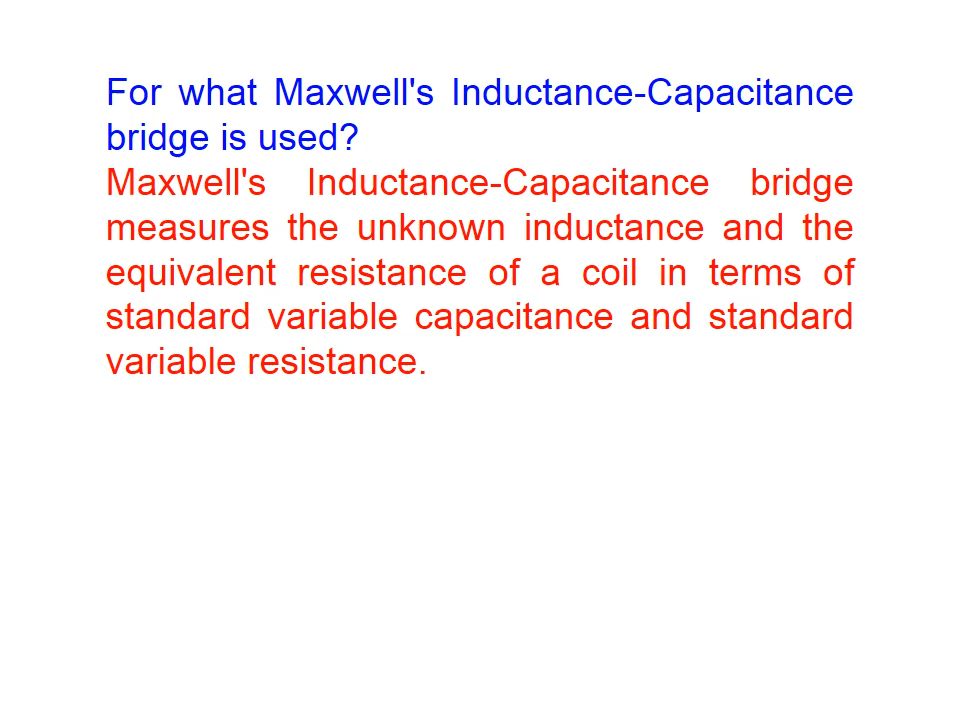 For what Maxwell's Inductance-Capacitance
bridge is used?
Maxwell's Inductance-Capacitance bridge
measures the unknown inductance and the
equivalent resistance of a coil in terms of
standard variable capacitance and standard
variable resistance.